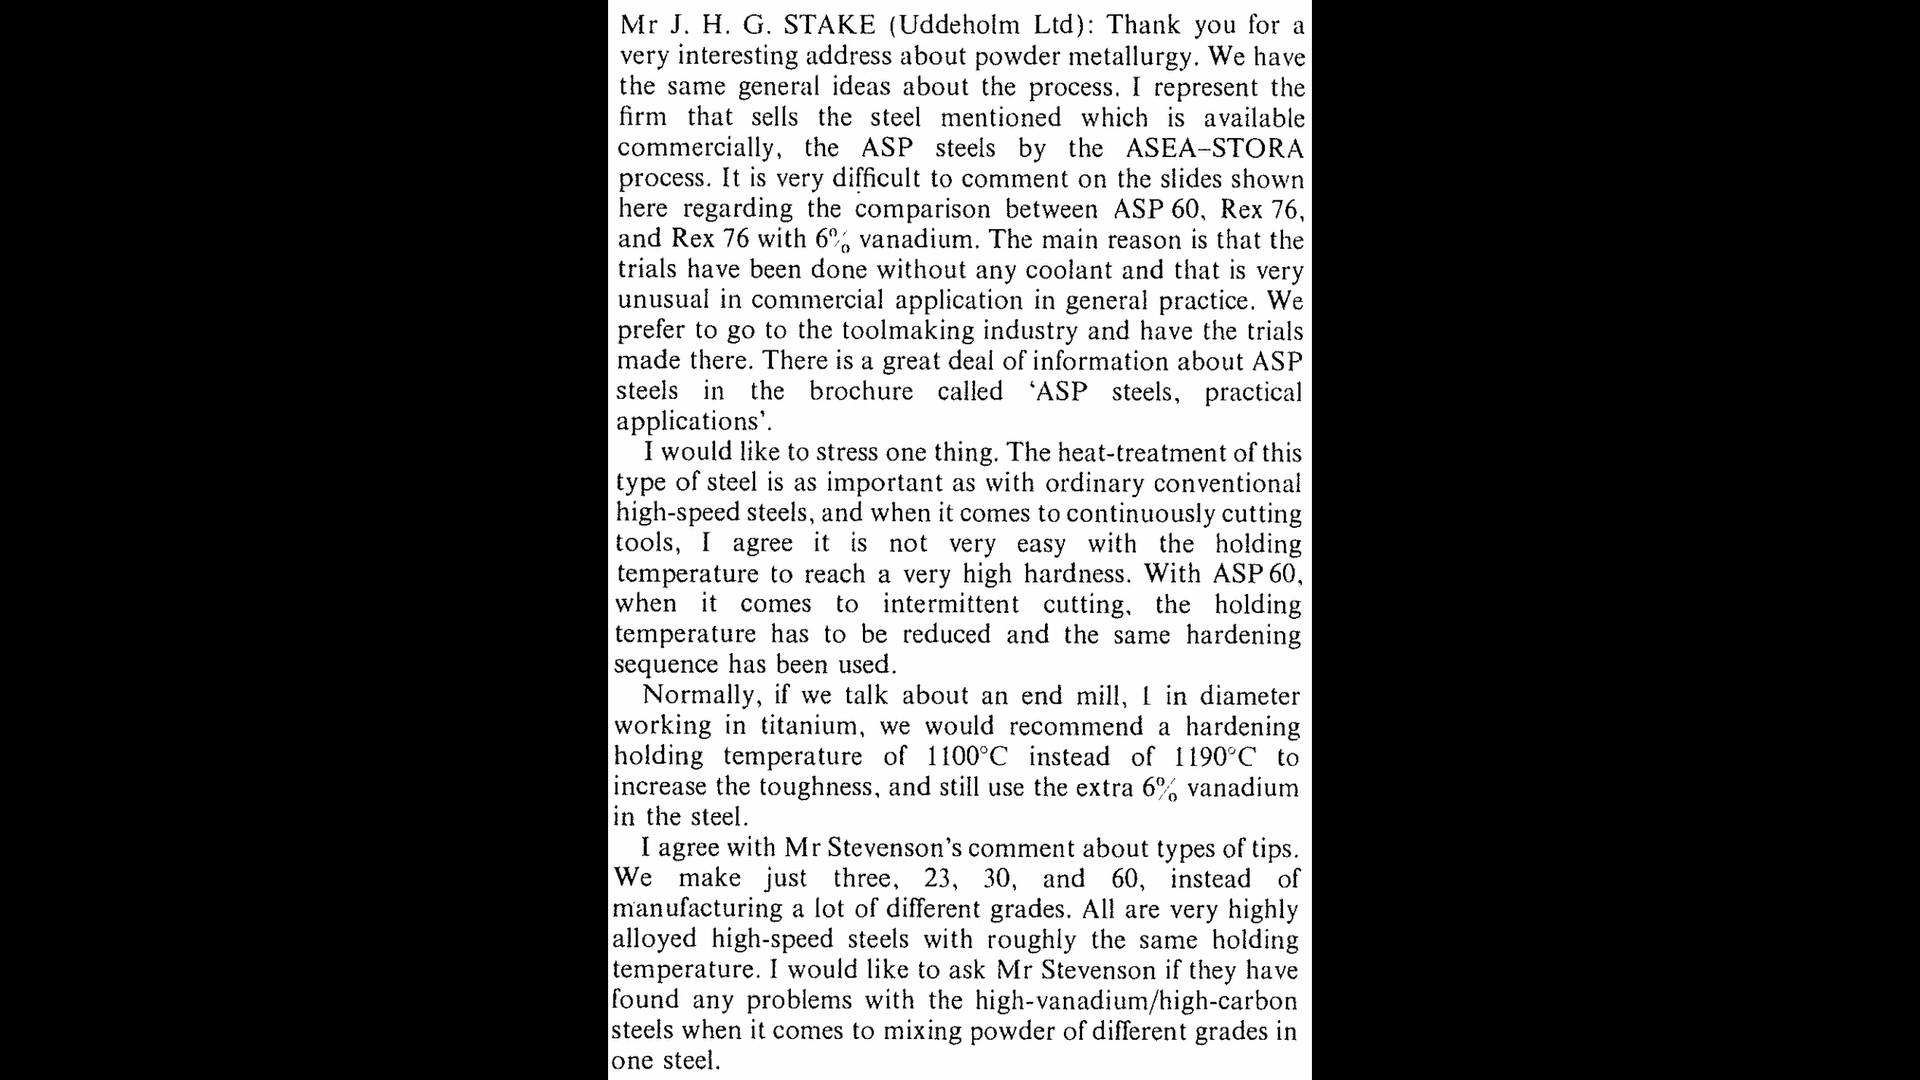 Mr J. H. G. STAKE (Uddeholm Ltd): Thank you for a
very interesting address about powder metallurgy. We have
the same general ideas about the process. I represent the
firm that sells the steel mentioned which is available
commercially, the ASP steels by the ASEA–STORA
process. It is very difficult to comment on the slides shown
here regarding the comparison between ASP 60, Rex 76,
and Rex 76 with 6% vanadium. The main reason is that the
trials have been done without any coolant and that is very
unusual in commercial application in general practice. We
prefer to go to the toolmaking industry and have the trials
made there. There is a great deal of information about ASP
steels in the brochure called ‘ASP steels, practical
applications’.
I would like to stress one thing. The heat-treatment of this
type of steel is as important as with ordinary conventional
high-speed steels, and when it comes to continuously cutting
tools, I agree it is not very easy with the holding
temperature to reach a very high hardness. With ASP 60,
when it comes to intermittent cutting, the holding
temperature has to be reduced and the same hardening
sequence has been used.
Normally, if we talk about an end mill, 1 in diameter
working in titanium, we would recommend a hardening
holding temperature of 1100°C instead of 1190°C to
increase the toughness, and still use the extra 6% vanadium
in the steel.
I agree with Mr Stevenson’s comment about types of tips.
We make just three, 23, 30, and 60, instead of
manufacturing a lot of different grades. All are very highly
alloyed high-speed steels with roughly the same holding
temperature. I would like to ask Mr Stevenson if they have
found any problems with the high-vanadium/high-carbon
steels when it comes to mixing powder of different grades in
one steel.